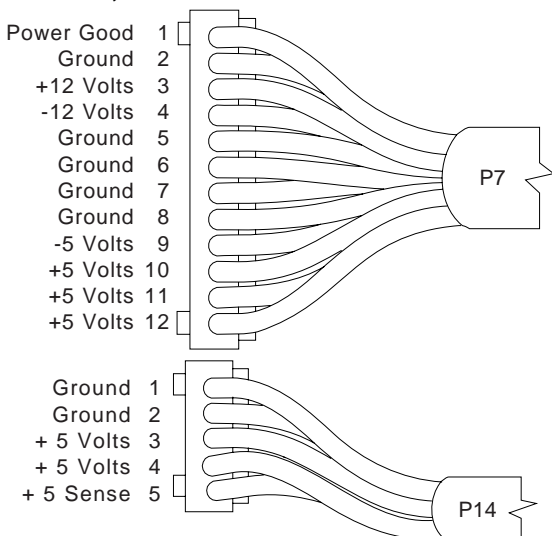 Power Good 1
Ground 2
+12 Volts 3
-12 Volts 4
Ground 5
Ground 6
Ground 7
Ground 8
-5 Volts 9
+5 Volts 10
+5 Volts 11
+5 Volts 12
P7
Ground 1
Ground 2
+ 5 Volts 3
+ 5 Volts 4
+ 5 Sense 5
P14